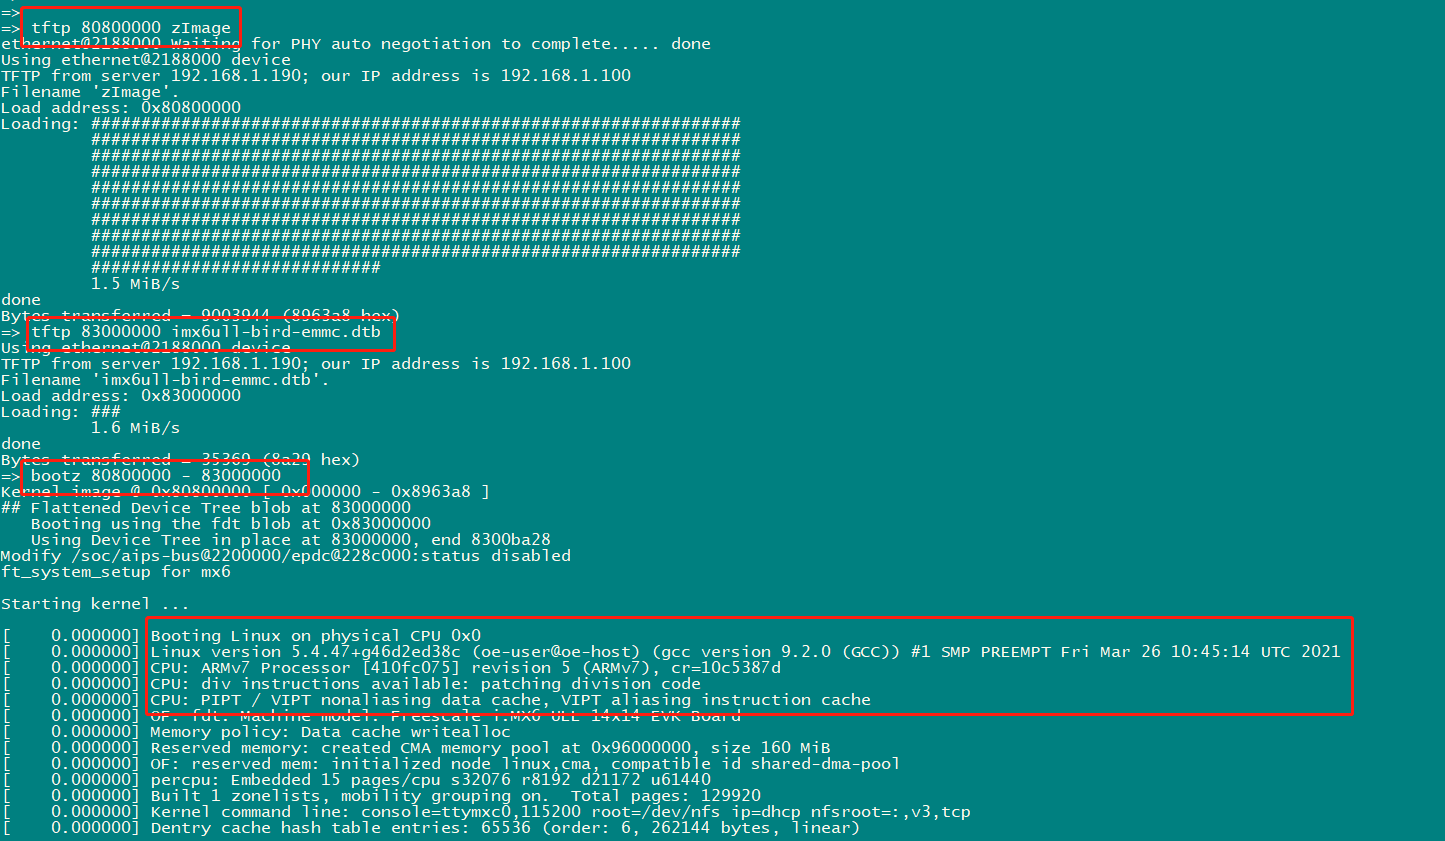 =>
=> tftp 80800000 zImage
ethernet@2188000 Waiting for PHY auto negotiation to complete..... done
Using ethernet@2188000 device
TFTP from server 192.168.1.190; our IP address is 192.168.1.100
Filename 'zImage'.
Load address: 0x80800000
Loading: #################################################################
#################################################################
#################################################################
#################################################################
#################################################################
#################################################################
#################################################################
#################################################################
#################################################################
#############################
1.5 MiB/s
done
Bytes transferred = 9003944 (8963a8 hex)
=> tftp 83000000 imx6ull-bird-emmc.dtb
Using ethernet@2188000 device
TFTP from server 192.168.1.190; our IP address is 192.168.1.100
Filename 'imx6ull-bird-emmc.dtb'.
Load address: 0x83000000
Loading: ###
1.6 MiB/s
done
Bytes transferred = 35369 (8a29 hex)
=> bootz 80800000 - 83000000
Kernel image @ 0x80800000 [ 0x000000 - 0x8963a8 ]
## Flattened Device Tree blob at 83000000
Booting using the fdt blob at 0x83000000
Using Device Tree in place at 83000000, end 8300ba28
Modify /soc/aips-bus@2200000/epdc@228c000:status disabled
ft_system_setup for mx6
Starting kernel ...
[    0.000000] Booting Linux on physical CPU 0x0
[    0.000000] Linux version 5.4.47+g46d2ed38c (oe-user@oe-host) (gcc version 9.2.0 (GCC)) #1 SMP PREEMPT Fri Mar 26 10:45:14 UTC 2021
[    0.000000] CPU: ARMv7 Processor [410fc075] revision 5 (ARMv7), cr=10c5387d
[    0.000000] CPU: div instructions available: patching division code
[    0.000000] CPU: PIPT / VIPT nonaliasing data cache, VIPT aliasing instruction cache
[    0.000000] OF: fdt: Machine model: Freescale i.MX6 ULL 14x14 EVK Board
[    0.000000] Memory policy: Data cache writealloc
[    0.000000] Reserved memory: created CMA memory pool at 0x96000000, size 160 MiB
[    0.000000] OF: reserved mem: initialized node linux,cma, compatible id shared-dma-pool
[    0.000000] percpu: Embedded 15 pages/cpu s32076 r8192 d21172 u61440
[    0.000000] Built 1 zonelists, mobility grouping on.  Total pages: 129920
[    0.000000] Kernel command line: console=ttymxc0,115200 root=/dev/nfs ip=dhcp nfsroot=:,v3,tcp
[    0.000000] Dentry cache hash table entries: 65536 (order: 6, 262144 bytes, linear)